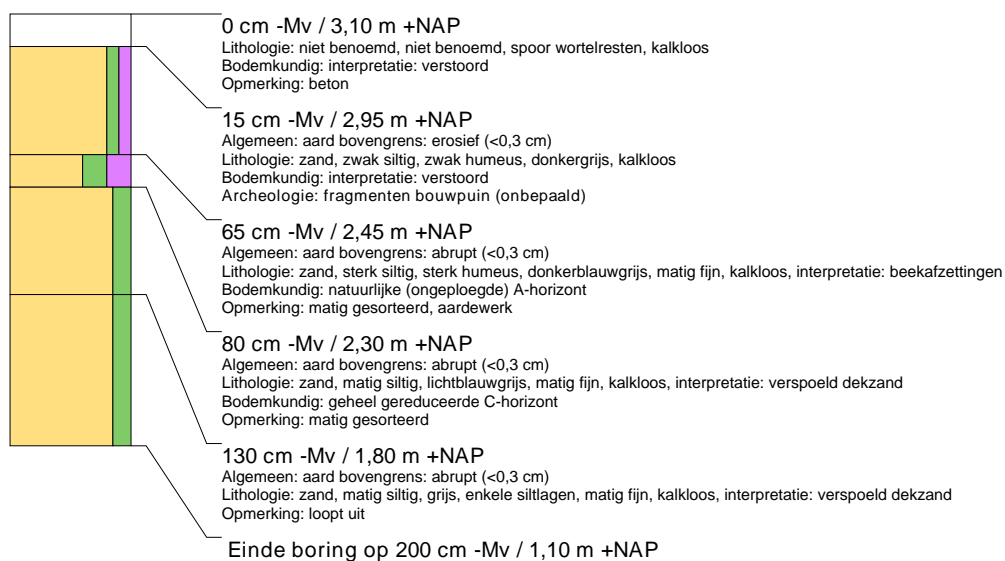 0 cm -Mv / 3,10 m +NAP
Lithologie: niet benoemd, niet benoemd, spoor wortelresten, kalkloos
Bodemkundig: interpretatie: verstoord
Opmerking: beton
15 cm -Mv / 2,95 m +NAP
Algemeen: aard bovengrens: erosief (<0,3 cm)
Lithologie: zand, zwak siltig, zwak humeus, donkergrijs, kalkloos
Bodemkundig: interpretatie: verstoord
Archeologie: fragmenten bouwpuin (onbepaald)
65 cm -Mv / 2,45 m +NAP
Algemeen: aard bovengrens: abrupt (<0,3 cm)
Lithologie: zand, sterk siltig, sterk humeus, donkerblauwgrijs, matig fijn, kalkloos, interpretatie: beekafzettingen
Bodemkundig: natuurlijke (ongeploegde) A-horizont
Opmerking: matig gesorteerd, aardewerk
80 cm -Mv / 2,30 m +NAP
Algemeen: aard bovengrens: abrupt (<0,3 cm)
Lithologie: zand, matig siltig, lichtblauwgrijs, matig fijn, kalkloos, interpretatie: verspoeld dekzand
Bodemkundig: geheel gereduceerde C-horizont
Opmerking: matig gesorteerd
130 cm -Mv / 1,80 m +NAP
Algemeen: aard bovengrens: abrupt (<0,3 cm)
Lithologie: zand, matig siltig, grijs, enkele siltlagen, matig fijn, kalkloos, interpretatie: verspoeld dekzand
Opmerking: loopt uit
Einde boring op 200 cm -Mv / 1,10 m +NAP